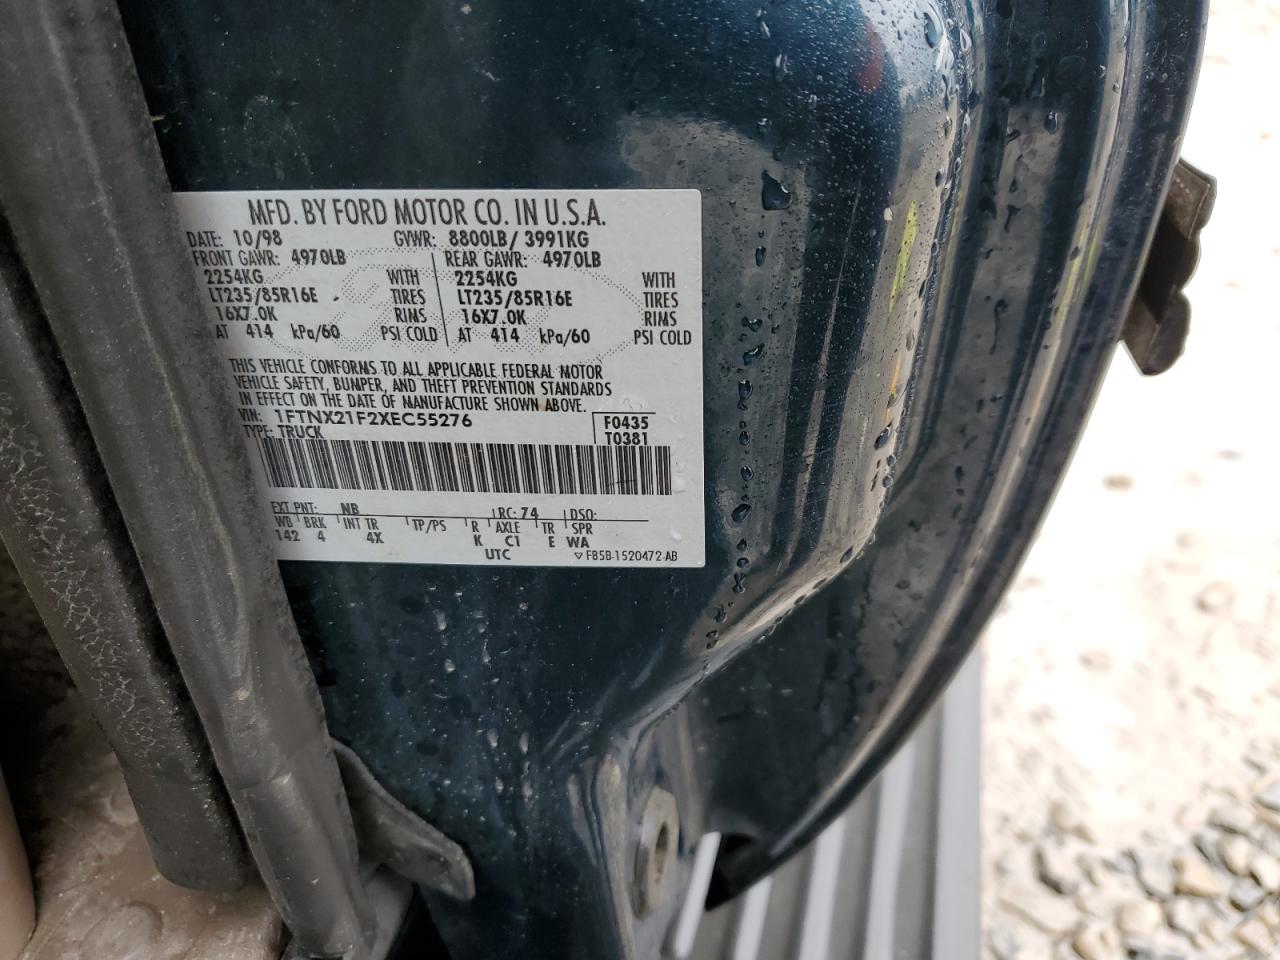 MFD. BY FORD MOTOR CO. IN U.S.A.
DATE: 10/98 GVWR: 8800LB/ 3991KG
FRONT GAWR: 4970LB REAR GAWR: 4970LB
2254KG WITH 2254KG WITH
LT235/85R16E TIRES LT235/85R16E TIRES
16X7.0K RIMS 16X7.0K RIMS
AT 414 kPa/60 PSI COLD AT 414 kPa/60 PSI COLD
THIS VEHICLE CONFORMS TO ALL APPLICABLE FEDERAL MOTOR
VEHICLE SAFETY, BUMPER, AND THEFT PREVENTION STANDARDS
IN EFFECT ON THE DATE OF MANUFACTURE SHOWN ABOVE.
VIN: 1FTNX21F2XEC55276 F0435
TYPE: TRUCK T0381
EXT PNT: NB RC: 74 DSO:
WB BRK INT TR TP/PS R AXLE TR SPR
142 4 4X K C1 E WA
UTC ▽ F85B-1520472-AB